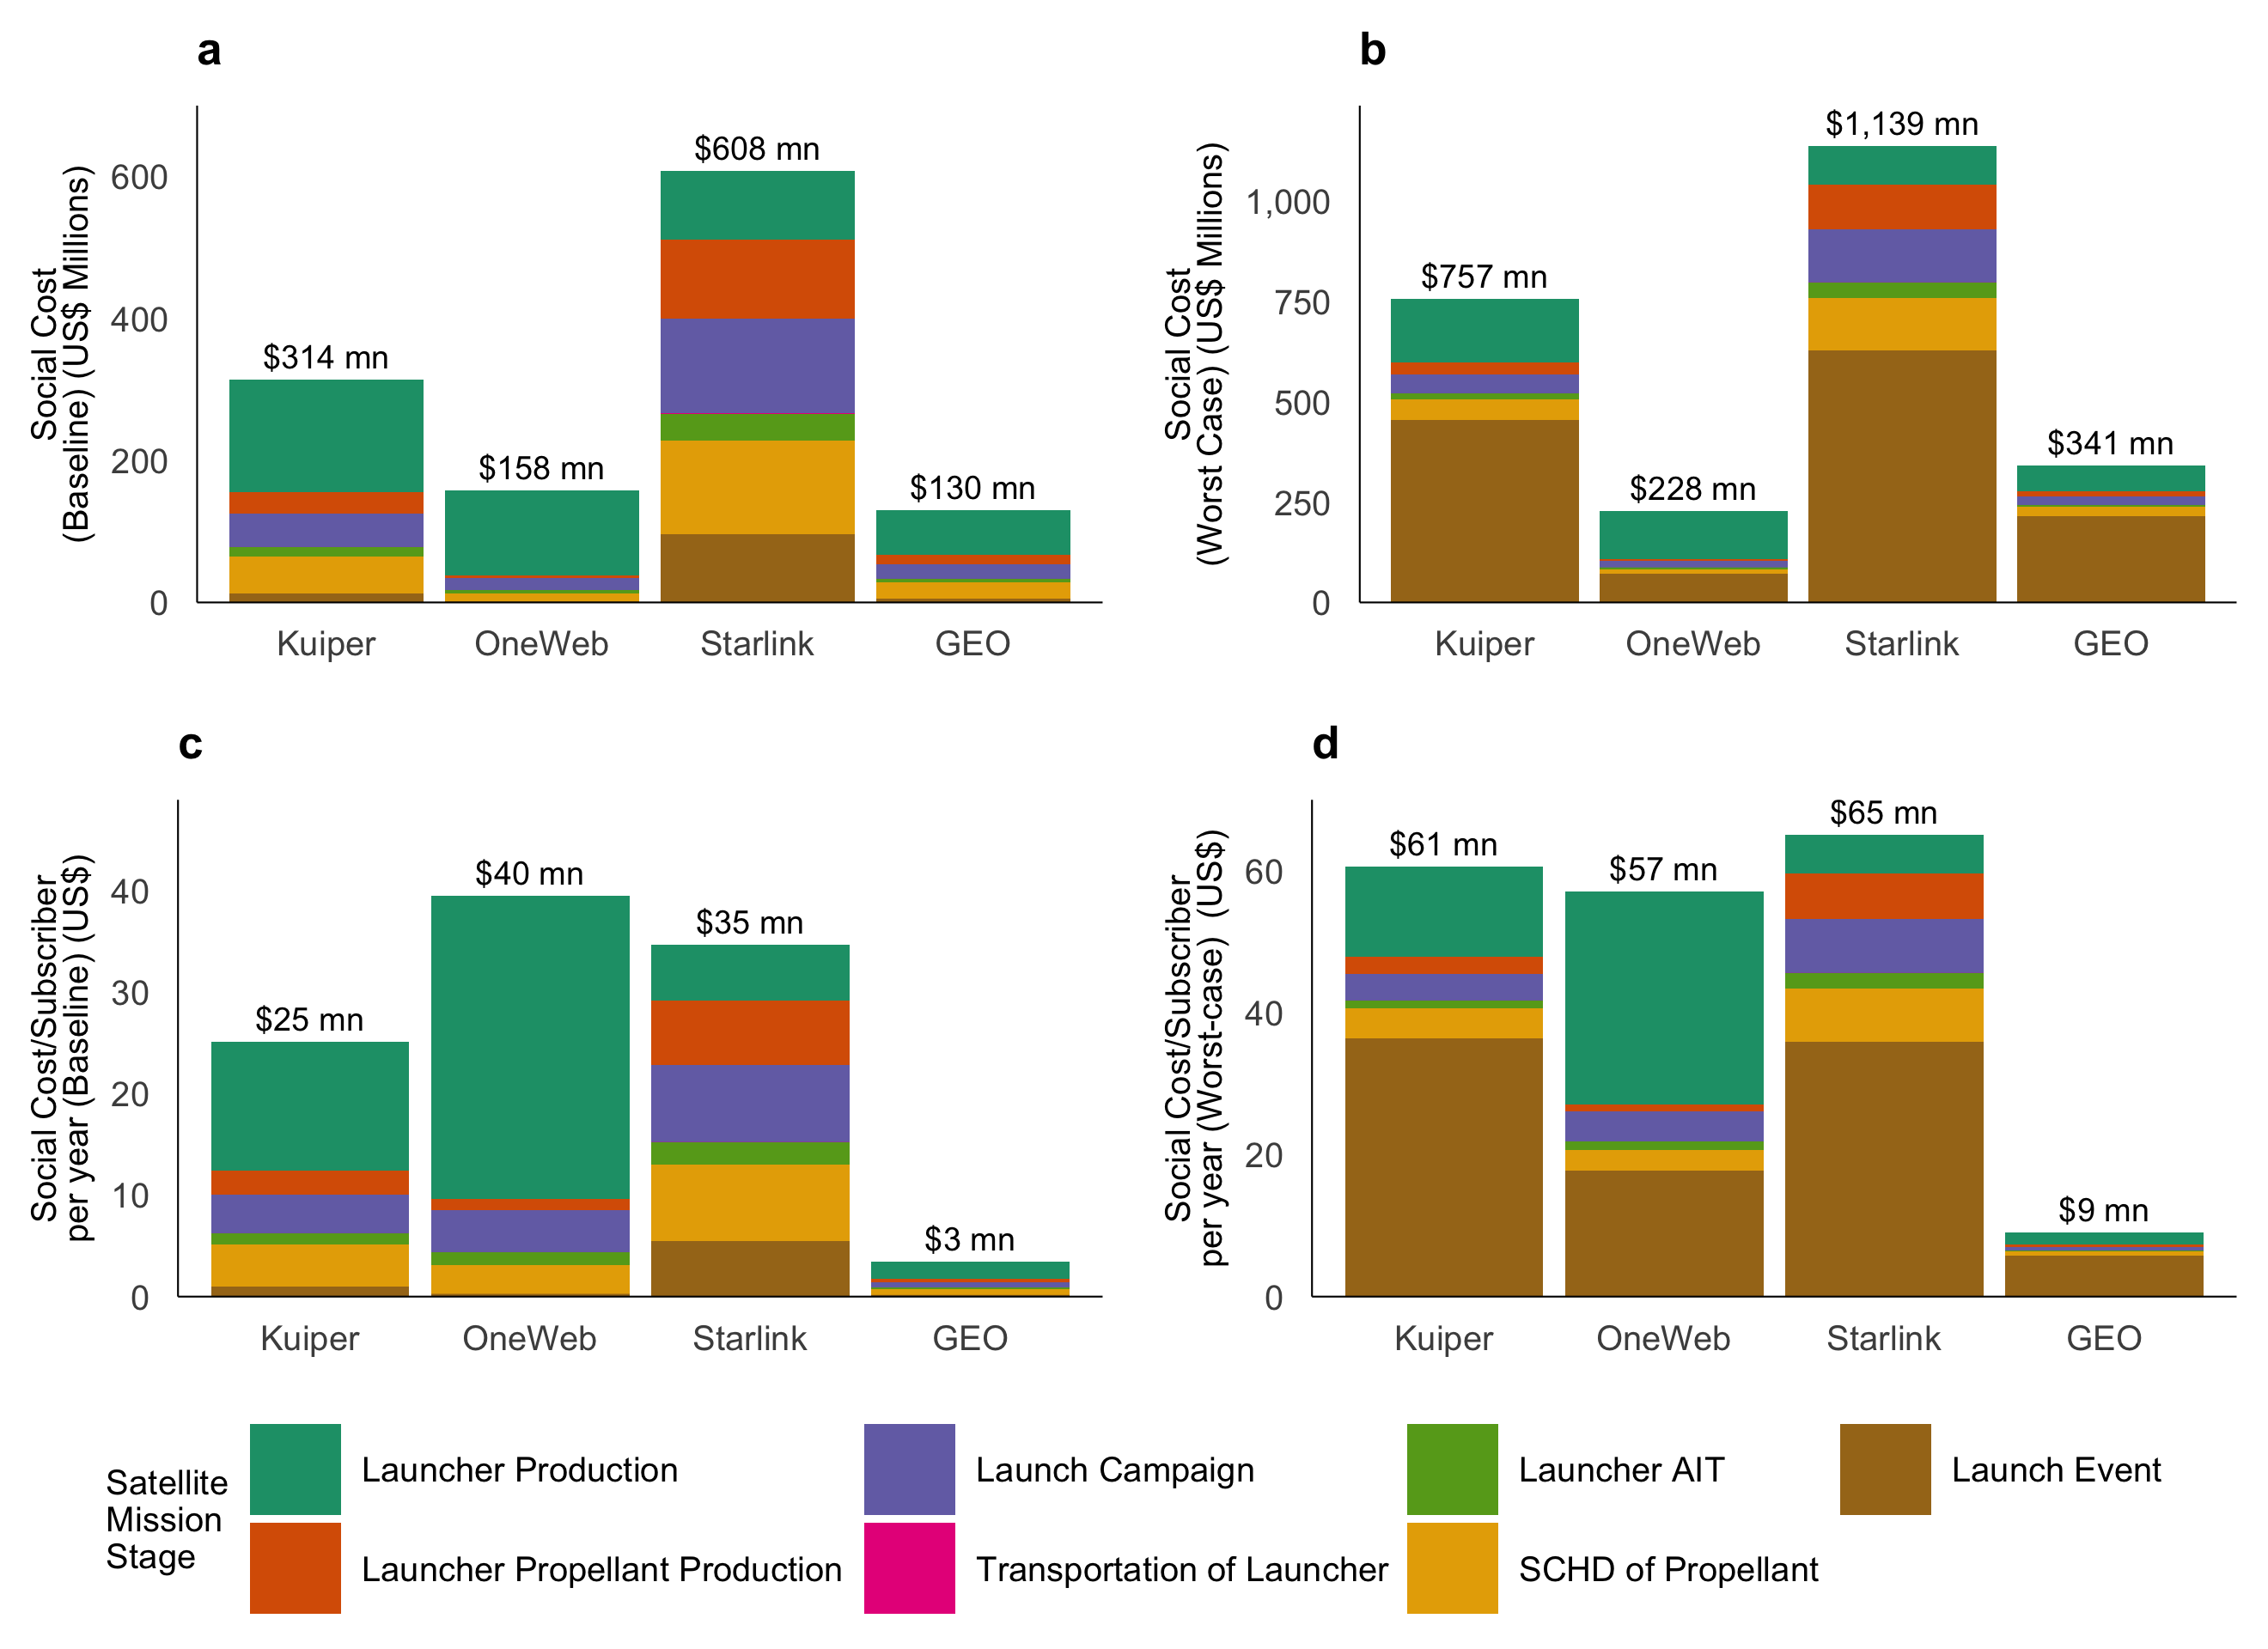 a
Social Cost
(Baseline) (US$ Millions)
600
400
200
0
$314 mn
$158 mn
$608 mn
$130 mn
Kuiper
OneWeb
Starlink
GEO
b
Social Cost
(Worst Case) (US$ Millions)
1,000
750
500
250
0
$757 mn
$228 mn
$1,139 mn
$341 mn
Kuiper
OneWeb
Starlink
GEO
c
Social Cost/Subscriber
per year (Baseline) (US$)
40
30
20
10
0
$25 mn
$40 mn
$35 mn
$3 mn
Kuiper
OneWeb
Starlink
GEO
d
Social Cost/Subscriber
per year (Worst-case) (US$)
60
40
20
0
$61 mn
$57 mn
$65 mn
$9 mn
Kuiper
OneWeb
Starlink
GEO
Satellite
Mission
Stage
Launcher Production
Launcher Propellant Production
Launch Campaign
Transportation of Launcher
Launcher AIT
SCHD of Propellant
Launch Event